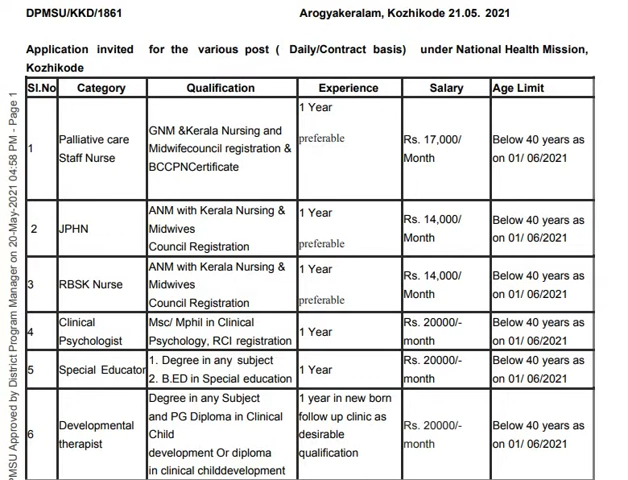 DPMSU/KKD/1861 Arogyakeralam, Kozhikode 21.05. 2021
Application invited for the various post ( Daily/Contract basis) under National Health Mission,
Kozhikode
Sl.No Category Qualification Experience Salary Age Limit
1 Palliative care Staff Nurse GNM &Kerala Nursing and Midwifecouncil registration & BCCPNCertificate 1 Year preferable Rs. 17,000/ Month Below 40 years as on 01/ 06/2021
2 JPHN ANM with Kerala Nursing & Midwives Council Registration 1 Year preferable Rs. 14,000/ Month Below 40 years as on 01/ 06/2021
3 RBSK Nurse ANM with Kerala Nursing & Midwives Council Registration 1 Year preferable Rs. 14,000/ Month Below 40 years as on 01/ 06/2021
4 Clinical Psychologist Msc/ Mphil in Clinical Psychology, RCI registration 1 Year Rs. 20000/- month Below 40 years as on 01/ 06/2021
5 Special Educator 1. Degree in any subject 2. B.ED in Special education 1 Year Rs. 20000/- month Below 40 years as on 01/ 06/2021
6 Developmental therapist Degree in any Subject and PG Diploma in Clinical Child development Or diploma in clinical childdevelopment 1 year in new born follow up clinic as desirable qualification Rs. 20000/- month Below 40 years as on 01/ 06/2021
PMSU Approved by District Program Manager on 20-May-2021 04:58 PM - Page 1